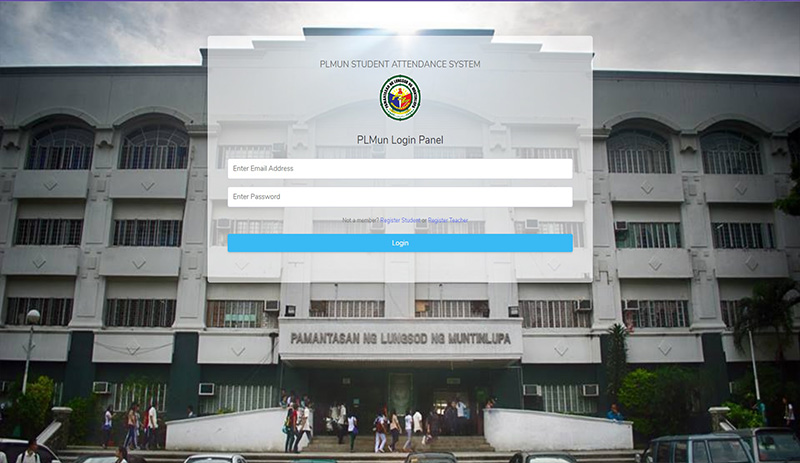 PLMUN STUDENT ATTENDANCE SYSTEM
PLMun Login Panel
Enter Email Address
Enter Password
Not a member? Register Student or Register Teacher
Login
PAMANTASAN NG LUNGSOD NG MUNTINLUPA